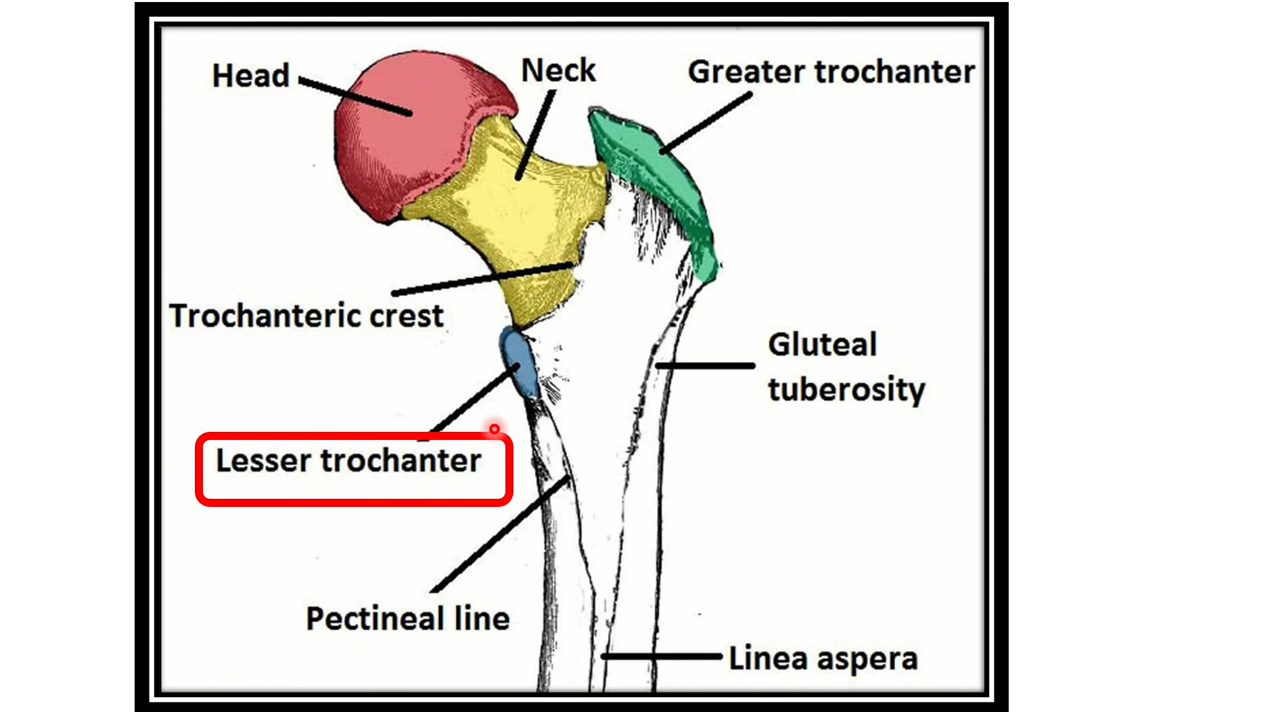 Head
Neck
Greater trochanter
Trochanteric crest
Gluteal
tuberosity
Lesser trochanter
Pectineal line
Linea aspera